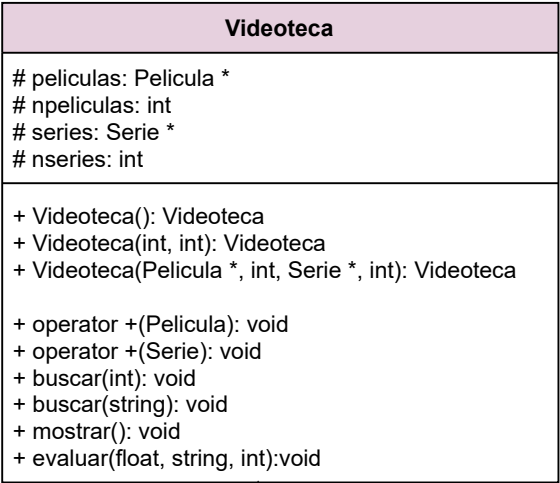 Videoteca
# peliculas: Pelicula *
# npeliculas: int
# series: Serie *
# nseries: int
+ Videoteca(): Videoteca
+ Videoteca(int, int): Videoteca
+ Videoteca(Pelicula *, int, Serie *, int): Videoteca
+ operator +(Pelicula): void
+ operator +(Serie): void
+ buscar(int): void
+ buscar(string): void
+ mostrar(): void
+ evaluar(float, string, int):void